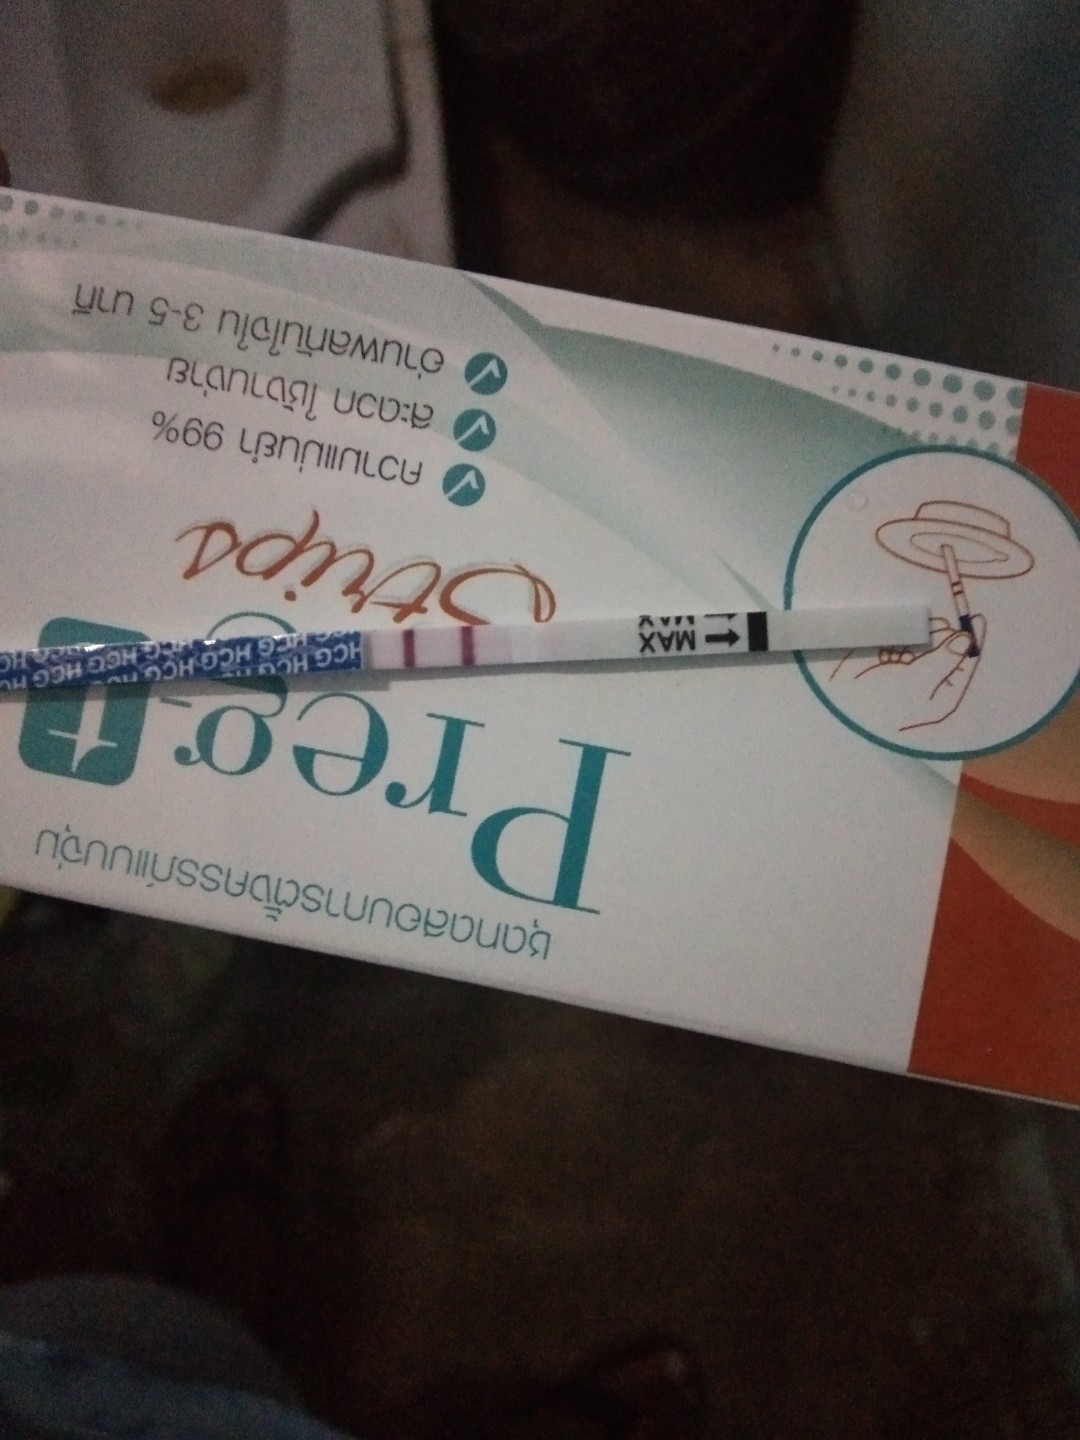 ชุดทดสอบการตั้งครรภ์แบบจุ่ม
Preg
Strips
ความแม่นยำ 99%
สะดวก ใช้งานง่าย
อ่านผลทันใจใน 3-5 นาที
HCG HCG HCG HCG HCG
MAX
MAX